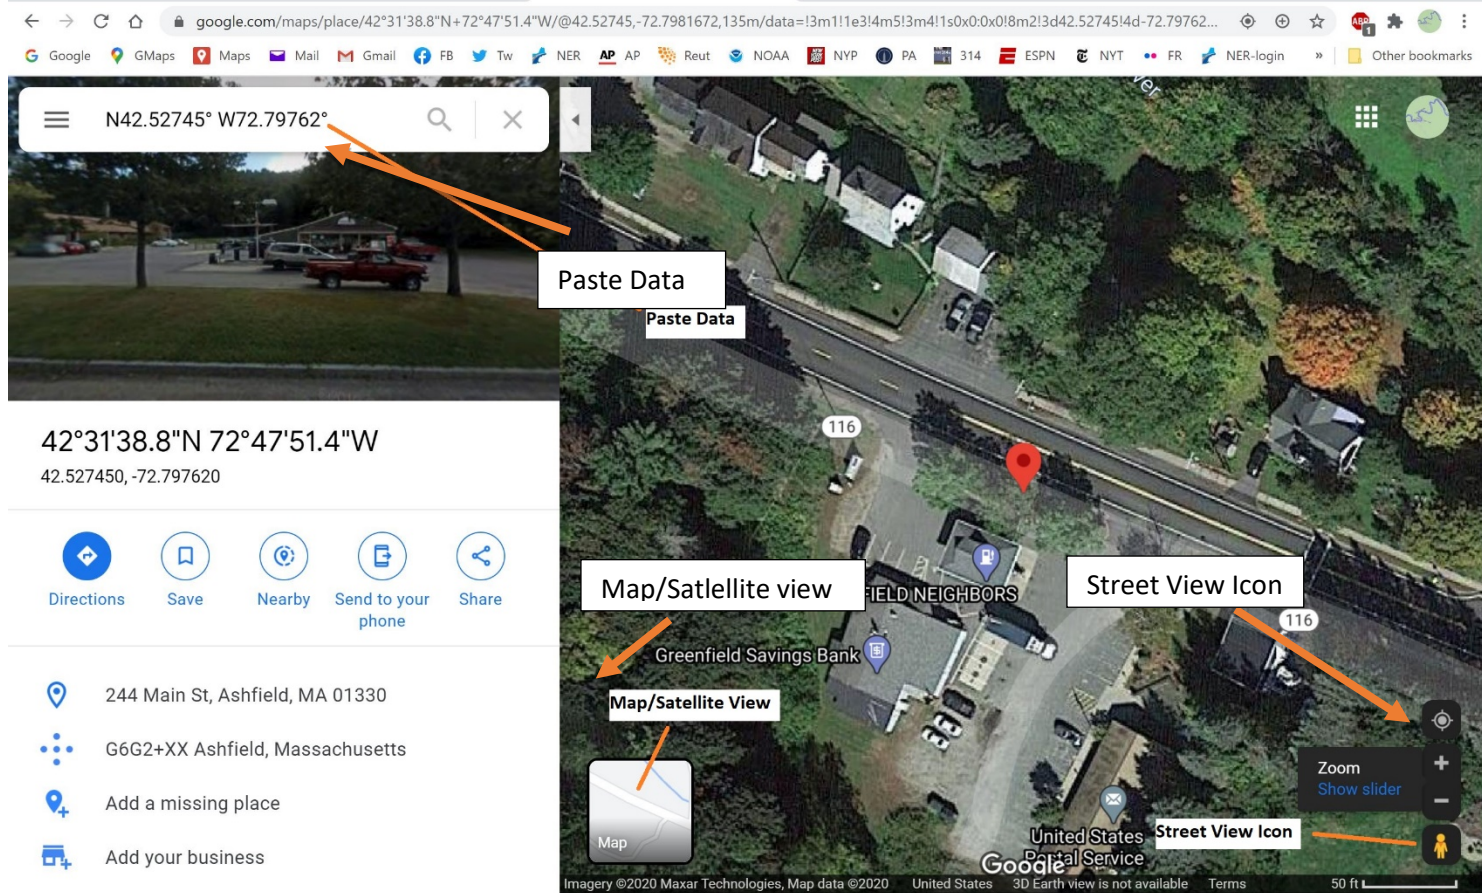 google.com/maps/place/42°31'38.8"N+72°47'51.4"W/@42.52745,-72.7981672,135m/data=!3m1!1e3!4m5!3m4!1s0x0:0x0!8m2!3d42.52745!4d-72.79762...
Google GMaps Maps Mail Gmail FB Tw NER AP AP Reut NOAA NYP PA 314 ESPN NYT FR NER-login » Other bookmarks
N42.52745° W72.79762°
Paste Data
Paste Data
42°31'38.8"N 72°47'51.4"W
42.527450, -72.797620
Directions
Save
Nearby
Send to your
phone
Share
244 Main St, Ashfield, MA 01330
G6G2+XX Ashfield, Massachusetts
Add a missing place
Add your business
116
Map/Satlellite view
FIELD NEIGHBORS
Street View Icon
116
Greenfield Savings Bank
Map/Satellite View
Map
Zoom
Show slider
United States
Postal Service
Street View Icon
Google
Imagery ©2020 Maxar Technologies, Map data ©2020 United States 3D Earth view is not available Terms 50 ft